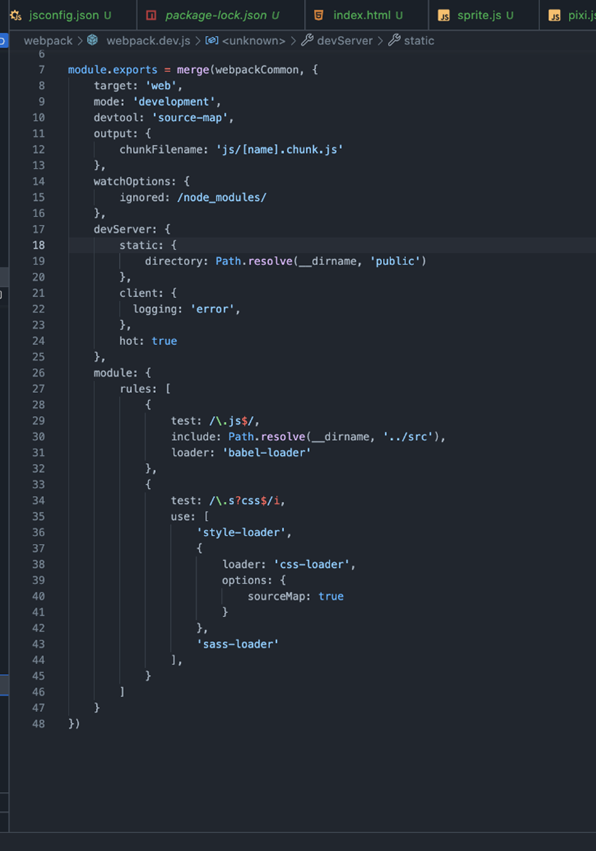 jsconfig.json U
package-lock.json U
index.html U
JS sprite.js U
JS pixi.js
webpack > webpack.dev.js > <unknown> > devServer > static
6
7 module.exports = merge(webpackCommon, {
8     target: 'web',
9     mode: 'development',
10     devtool: 'source-map',
11     output: {
12         chunkFilename: 'js/[name].chunk.js'
13     },
14     watchOptions: {
15         ignored: /node_modules/
16     },
17     devServer: {
18         static: {
19             directory: Path.resolve(__dirname, 'public')
20         },
21         client: {
22           logging: 'error',
23         },
24         hot: true
25     },
26     module: {
27         rules: [
28             {
29                 test: /\.js$/,
30                 include: Path.resolve(__dirname, '../src'),
31                 loader: 'babel-loader'
32             },
33             {
34                 test: /\.s?css$/i,
35                 use: [
36                     'style-loader',
37                     {
38                         loader: 'css-loader',
39                         options: {
40                             sourceMap: true
41                         }
42                     },
43                     'sass-loader'
44                 ],
45             }
46         ]
47     }
48 })